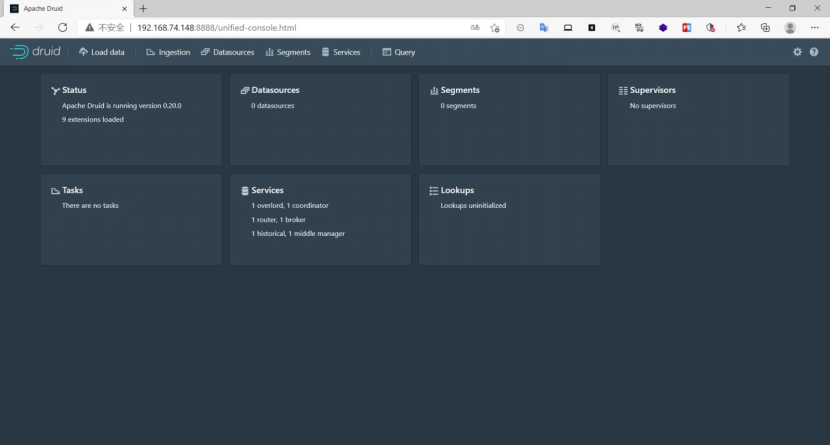 Apache Druid
不安全 | 192.168.74.148:8888/unified-console.html
druid Load data Ingestion Datasources Segments Services Query
Status
Apache Druid is running version 0.20.0
9 extensions loaded
Datasources
0 datasources
Segments
0 segments
Supervisors
No supervisors
Tasks
There are no tasks
Services
1 overlord, 1 coordinator
1 router, 1 broker
1 historical, 1 middle manager
Lookups
Lookups uninitialized